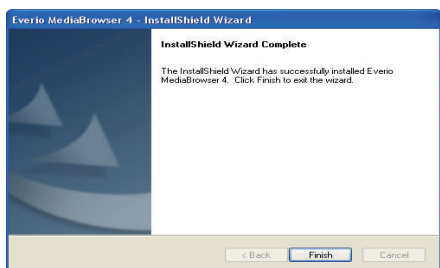 Everio MediaBrowser 4 - InstallShield Wizard
InstallShield Wizard Complete
The InstallShield Wizard has successfully installed Everio
MediaBrowser 4. Click Finish to exit the wizard.
< Back Finish Cancel